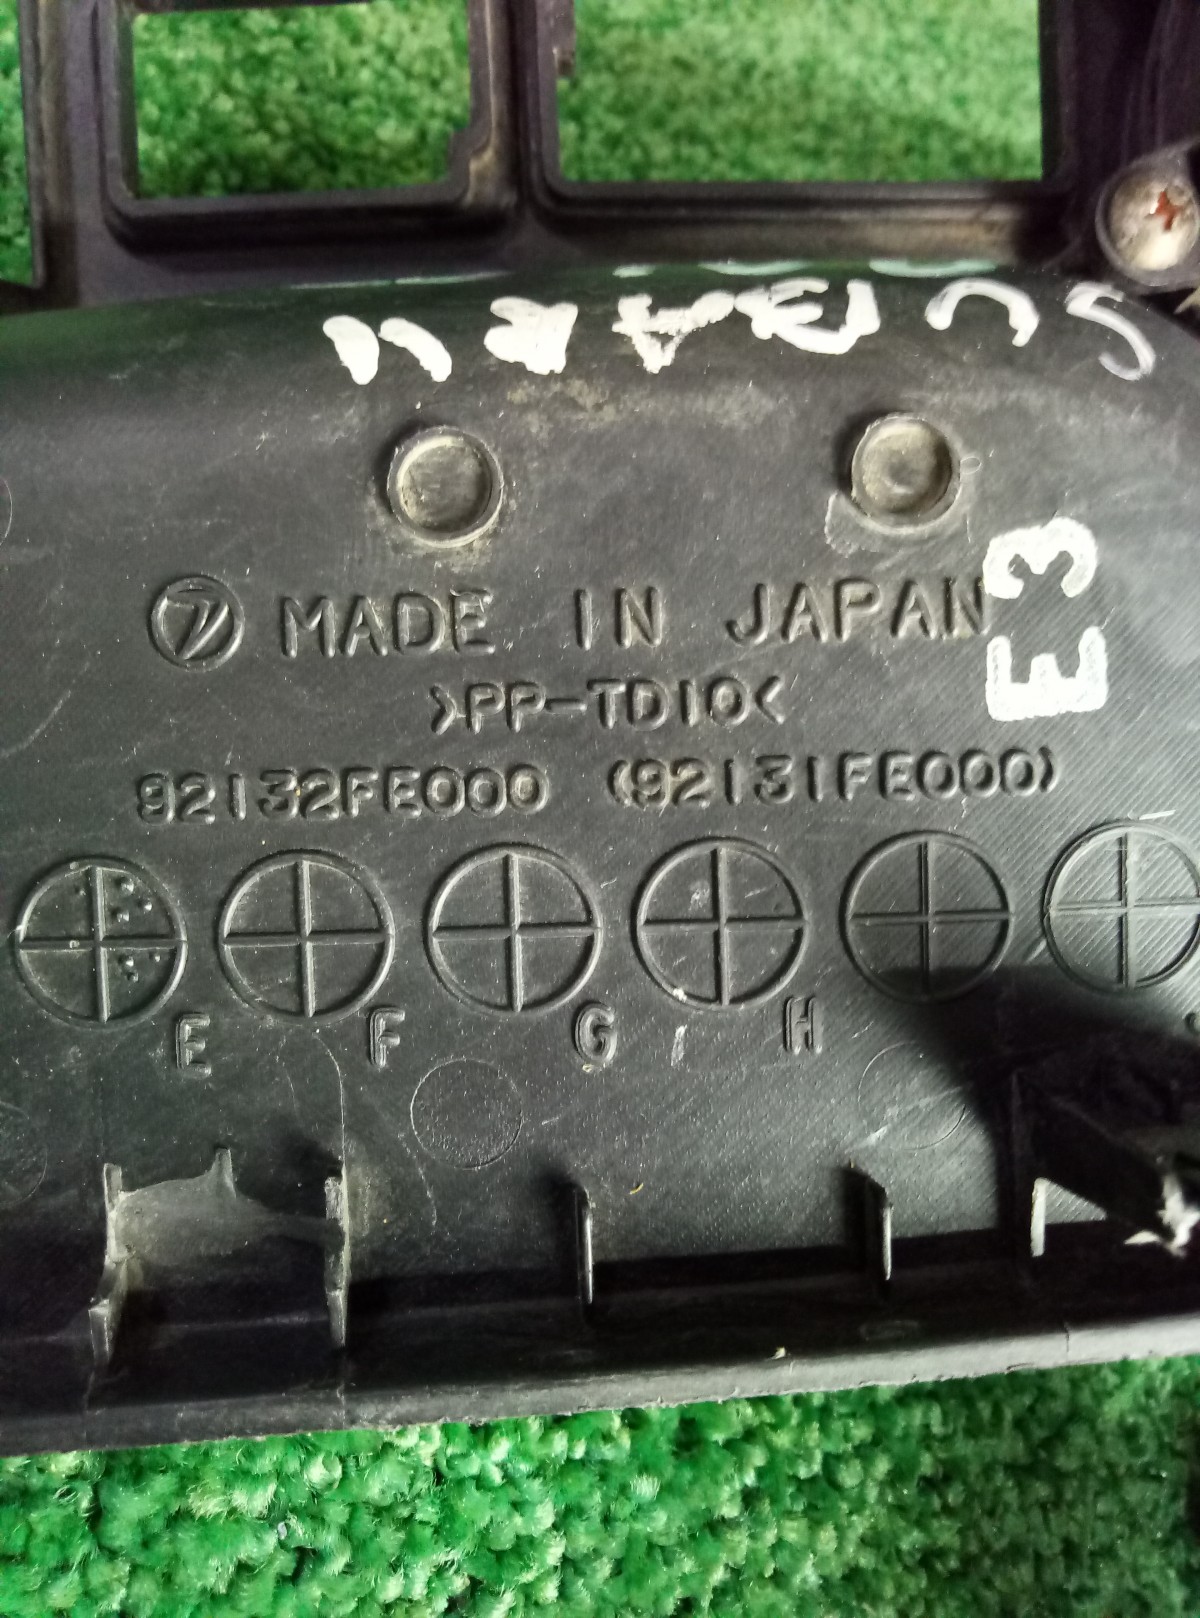 SUBARU
E3
MADE IN JAPAN
>PP-TD10<
92132FE000 (92131FE000)
E F G H